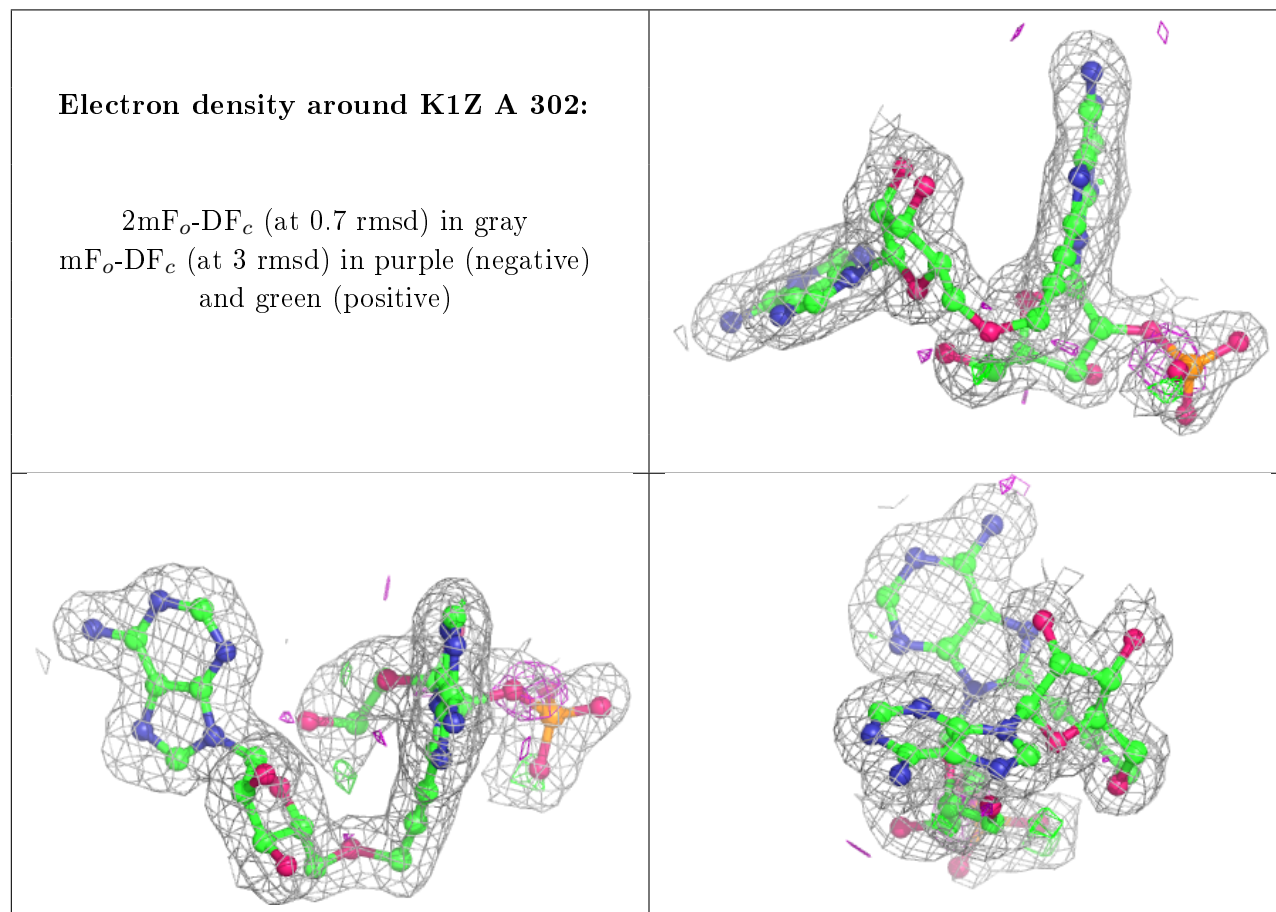 Electron density around K1Z A 302:
2mFo-DFc (at 0.7 rmsd) in gray
mFo-DFc (at 3 rmsd) in purple (negative)
and green (positive)